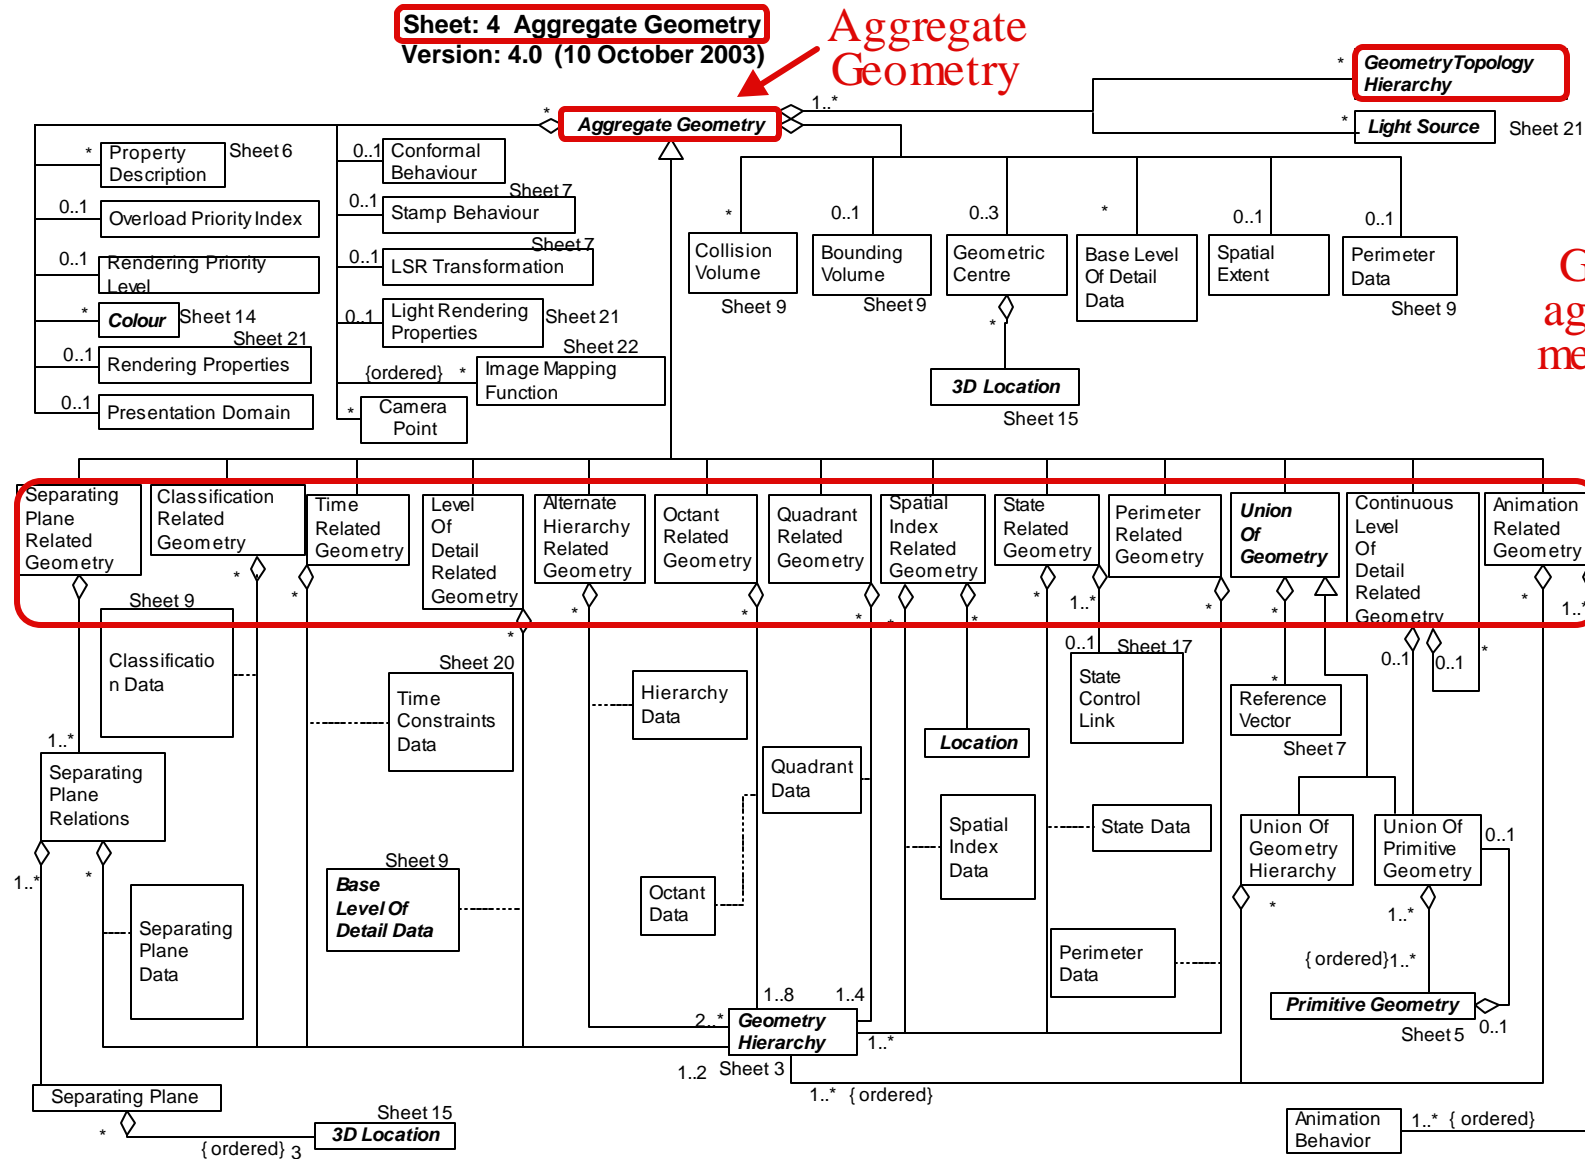 Sheet: 4 Aggregate Geometry
Version: 4.0 (10 October 2003)
Aggregate
Geometry
Aggregate Geometry
*
1..*
*
GeometryTopology
Hierarchy
*
Light Source
Sheet 21
*
Property
Description
Sheet 6
0..1
Overload Priority Index
0..1
Rendering Priority
Level
*
Colour
Sheet 14
Sheet 21
0..1
Rendering Properties
0..1
Presentation Domain
0..1
Conformal
Behaviour
Sheet 7
0..1
Stamp Behaviour
Sheet 7
0..1
LSR Transformation
0..1
Light Rendering
Properties
Sheet 21
Sheet 22
{ordered}
*
Image Mapping
Function
*
Camera
Point
*
Collision
Volume
Sheet 9
0..1
Bounding
Volume
Sheet 9
0..3
Geometric
Centre
*
3D Location
Sheet 15
*
Base Level
Of Detail
Data
0..1
Spatial
Extent
0..1
Perimeter
Data
Sheet 9
G
ag
me
Separating
Plane
Related
Geometry
Classification
Related
Geometry
*
Time
Related
Geometry
*
Level
Of
Detail
Related
Geometry
*
Alternate
Hierarchy
Related
Geometry
*
Octant
Related
Geometry
*
Quadrant
Related
Geometry
*
Spatial
Index
Related
Geometry
*
*
State
Related
Geometry
*
1..*
Perimeter
Related
Geometry
*
Union
Of
Geometry
*
Continuous
Level
Of
Detail
Related
Geometry
Animation
Related
Geometry
*
1..*
Sheet 9
Classificatio
n Data
Sheet 20
Time
Constraints
Data
Hierarchy
Data
Quadrant
Data
Location
0..1
Sheet 17
State
Control
Link
*
Reference
Vector
Sheet 7
0..1
0..1
*
1..*
Separating
Plane
Relations
1..*
*
Separating
Plane
Data
Sheet 9
Base
Level Of
Detail Data
Octant
Data
Spatial
Index
Data
State Data
Perimeter
Data
Union Of
Geometry
Hierarchy
*
Union Of
Primitive
Geometry
0..1
1..*
{ ordered}
1..*
Primitive Geometry
0..1
Sheet 5
1..8
1..4
2..*
Geometry
Hierarchy
1..*
1..2
Sheet 3
1..*
{ ordered}
Separating Plane
*
{ ordered}
3
Sheet 15
3D Location
Animation
Behavior
1..*
{ ordered}